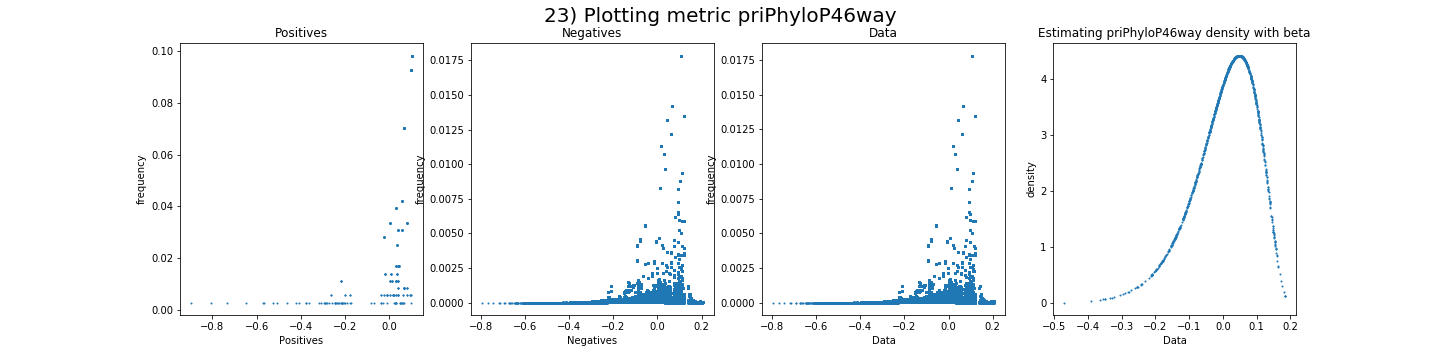 23) Plotting metric priPhyloP46way
Positives
frequency
0.10
0.08
0.06
0.04
0.02
0.00
−0.8 −0.6 −0.4 −0.2 0.0
Positives
Negatives
frequency
0.0175
0.0150
0.0125
0.0100
0.0075
0.0050
0.0025
0.0000
−0.8 −0.6 −0.4 −0.2 0.0 0.2
Negatives
Data
frequency
0.0175
0.0150
0.0125
0.0100
0.0075
0.0050
0.0025
0.0000
−0.8 −0.6 −0.4 −0.2 0.0 0.2
Data
Estimating priPhyloP46way density with beta
density
4
3
2
1
0
−0.5 −0.4 −0.3 −0.2 −0.1 0.0 0.1 0.2
Data